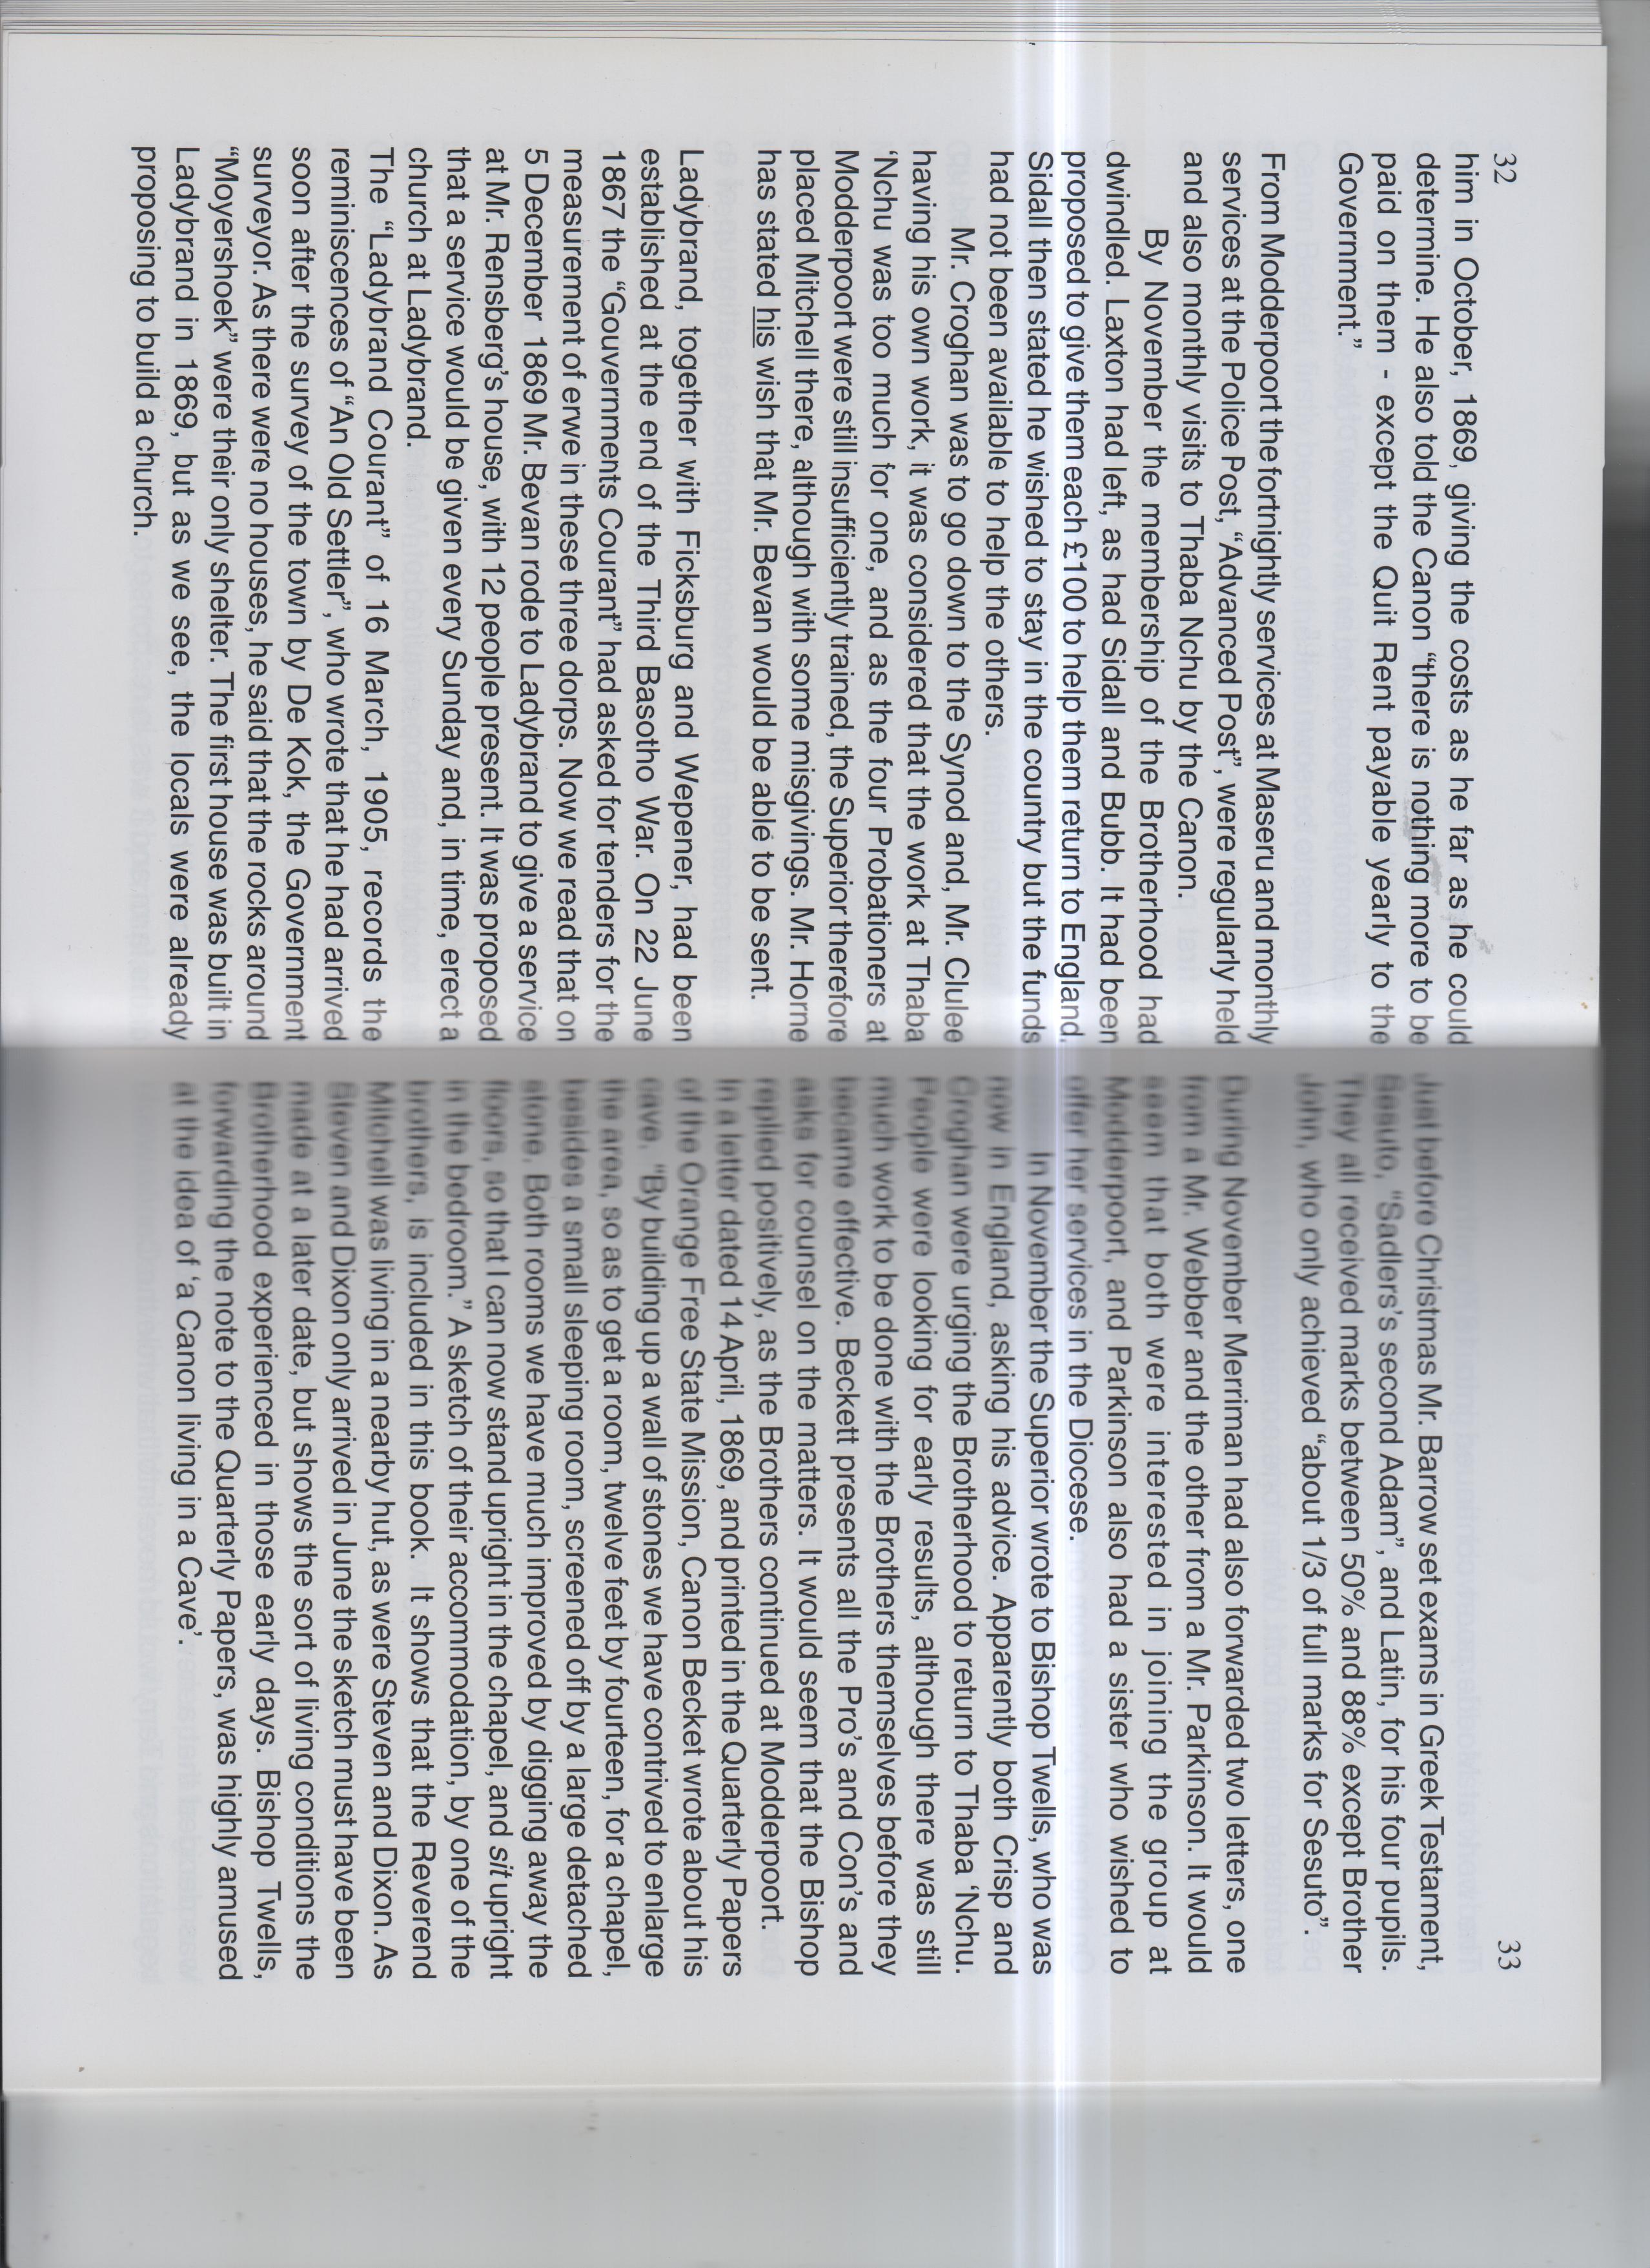 32
him in October, 1869, giving the costs as he far as he could
determine. He also told the Canon “there is nothing more to be
paid on them - except the Quit Rent payable yearly to the
Government.”
From Modderpoort the fortnightly services at Maseru and monthly
services at the Police Post, “Advanced Post”, were regularly held
and also monthly visits to Thaba Nchu by the Canon.
By November the membership of the Brotherhood had
dwindled. Laxton had left, as had Sidall and Bubb. It had been
proposed to give them each £100 to help them return to England.
Sidall then stated he wished to stay in the country but the funds
had not been available to help the others.
Mr. Croghan was to go down to the Synod and, Mr. Clulee
having his own work, it was considered that the work at Thaba
‘Nchu was too much for one, and as the four Probationers at
Modderpoort were still insufficiently trained, the Superior therefore
placed Mitchell there, although with some misgivings. Mr. Horne
has stated his wish that Mr. Bevan would be able to be sent.
Ladybrand, together with Ficksburg and Wepener, had been
established at the end of the Third Basotho War. On 22 June
1867 the “Gouvernments Courant” had asked for tenders for the
measurement of erwe in these three dorps. Now we read that on
5 December 1869 Mr. Bevan rode to Ladybrand to give a service
at Mr. Rensberg’s house, with 12 people present. It was proposed
that a service would be given every Sunday and, in time, erect a
church at Ladybrand.
The “Ladybrand Courant” of 16 March, 1905, records the
reminiscences of “An Old Settler”, who wrote that he had arrived
soon after the survey of the town by De Kok, the Government
surveyor. As there were no houses, he said that the rocks around
“Moyershoek” were their only shelter. The first house was built in
Ladybrand in 1869, but as we see, the locals were already
proposing to build a church.
33
Just before Christmas Mr. Barrow set exams in Greek Testament,
Sesuto, “Sadlers’s second Adam”, and Latin, for his four pupils.
They all received marks between 50% and 88% except Brother
John, who only achieved “about 1/3 of full marks for Sesuto”.
During November Merriman had also forwarded two letters, one
from a Mr. Webber and the other from a Mr. Parkinson. It would
seem that both were interested in joining the group at
Modderport, and Parkinson also had a sister who wished to
offer her services in the Diocese.
In November the Superior wrote to Bishop Twells, who was
now in England, asking his advice. Apparently both Crisp and
Croghan were urging the Brotherhood to return to Thaba ‘Nchu.
People were looking for early results, although there was still
much work to be done with the Brothers themselves before they
became effective. Beckett presents all the Pro’s and Con’s and
asks for counsel on the matters. It would seem that the Bishop
replied positively, as the Brothers continued at Modderpoort.
In a letter dated 14 April, 1869, and printed in the Quarterly Papers
of the Orange Free State Mission, Canon Becket wrote about his
cave. “By building up a wall of stones we have contrived to enlarge
the area, so as to get a room, twelve feet by fourteen, for a chapel,
besides a small sleeping room, screened off by a large detached
stone. Both rooms we have much improved by digging away the
floors, so that I can now stand upright in the chapel, and sit upright
in the bedroom.” A sketch of their accommodation, by one of the
brothers, is included in this book. It shows that the Reverend
Mitchell was living in a nearby hut, as were Steven and Dixon. As
Steven and Dixon only arrived in June the sketch must have been
made at a later date, but shows the sort of living conditions the
Brotherhood experienced in those early days. Bishop Twells,
forwarding the note to the Quarterly Papers, was highly amused
at the idea of ‘a Canon living in a Cave’.